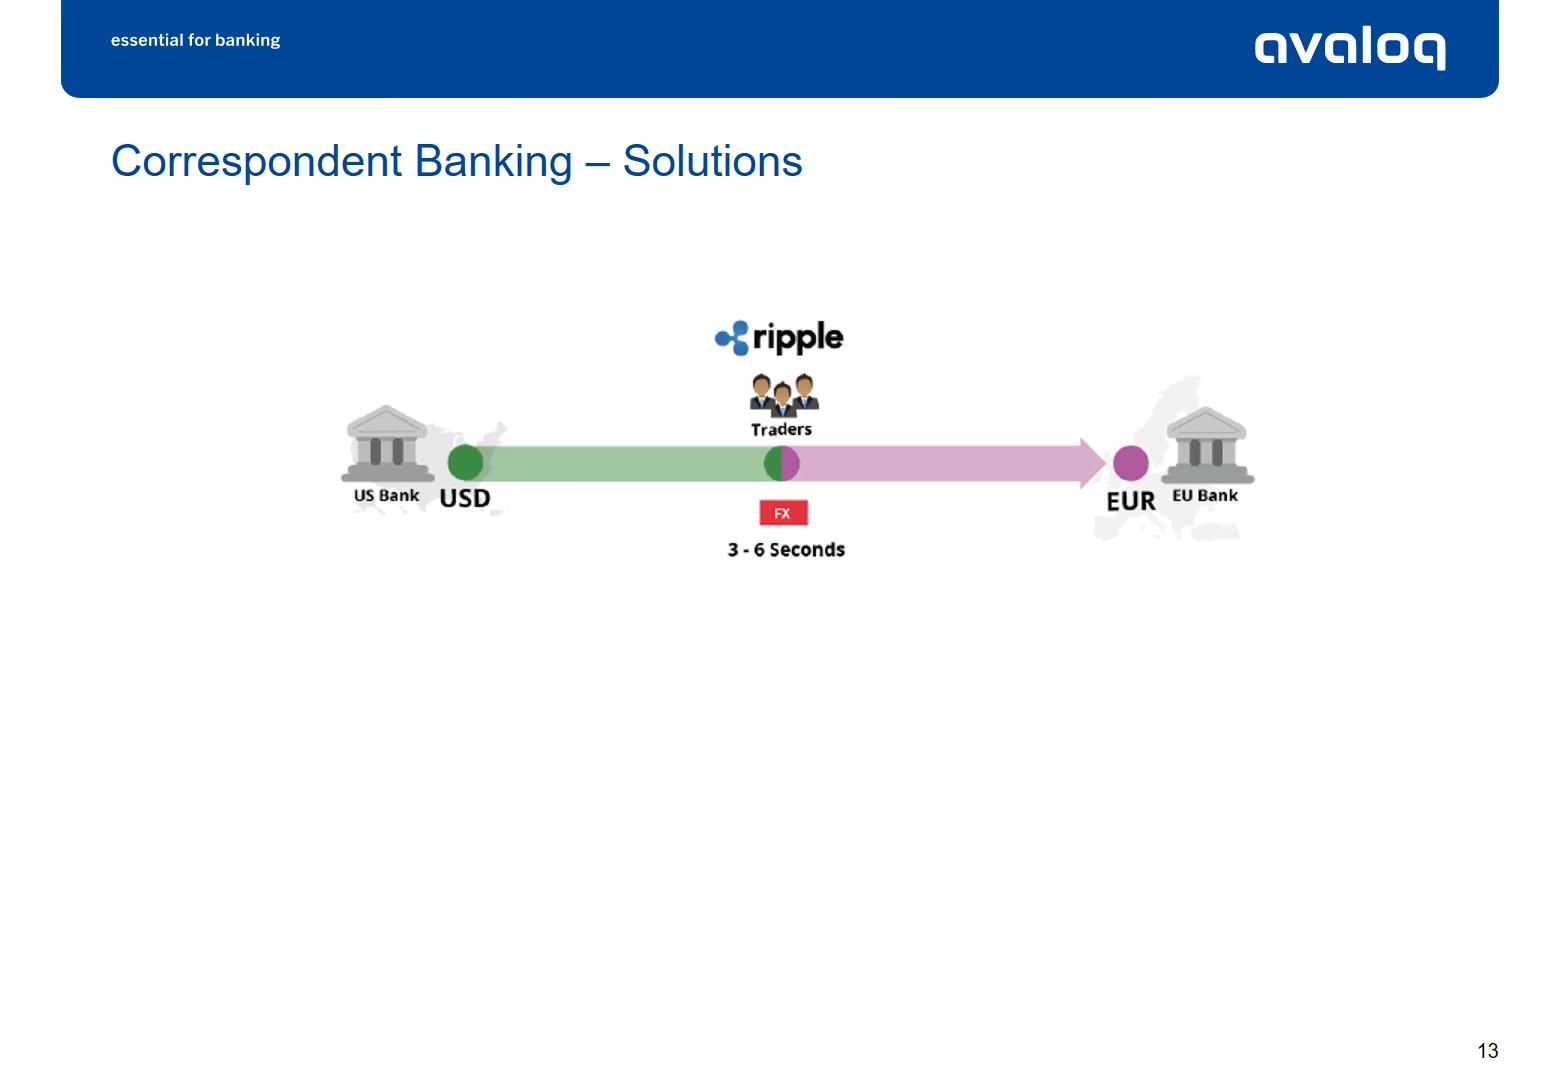 essential for banking
avaloq
Correspondent Banking – Solutions
ripple
Traders
US Bank
USD
EUR
EU Bank
FX
3 - 6 Seconds
13